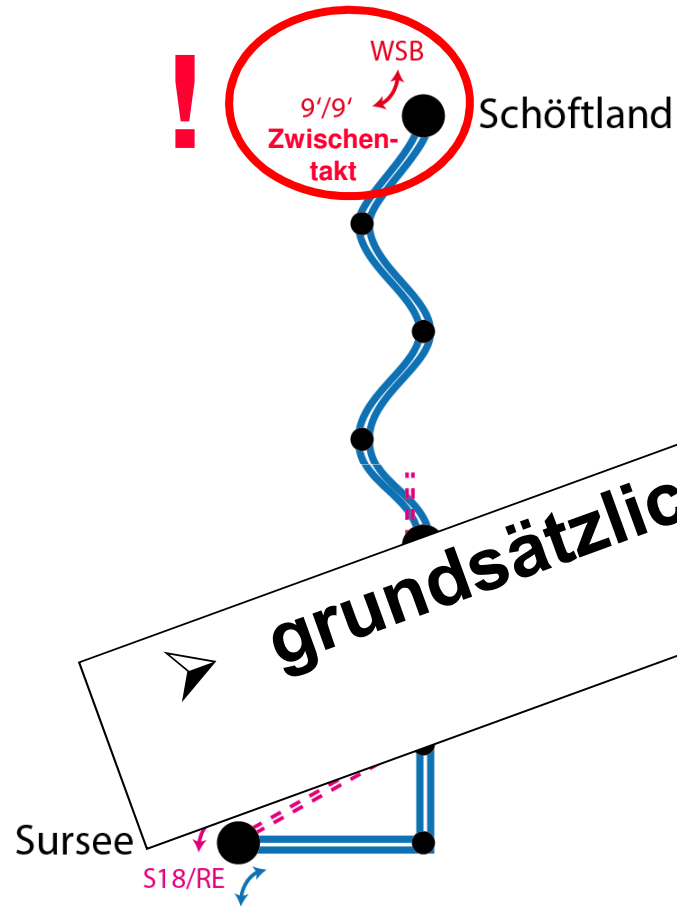 WSB
!
9‘/9‘
Zwischen-
takt
Schöftland
➢ grundsätzlic
Sursee
S18/RE